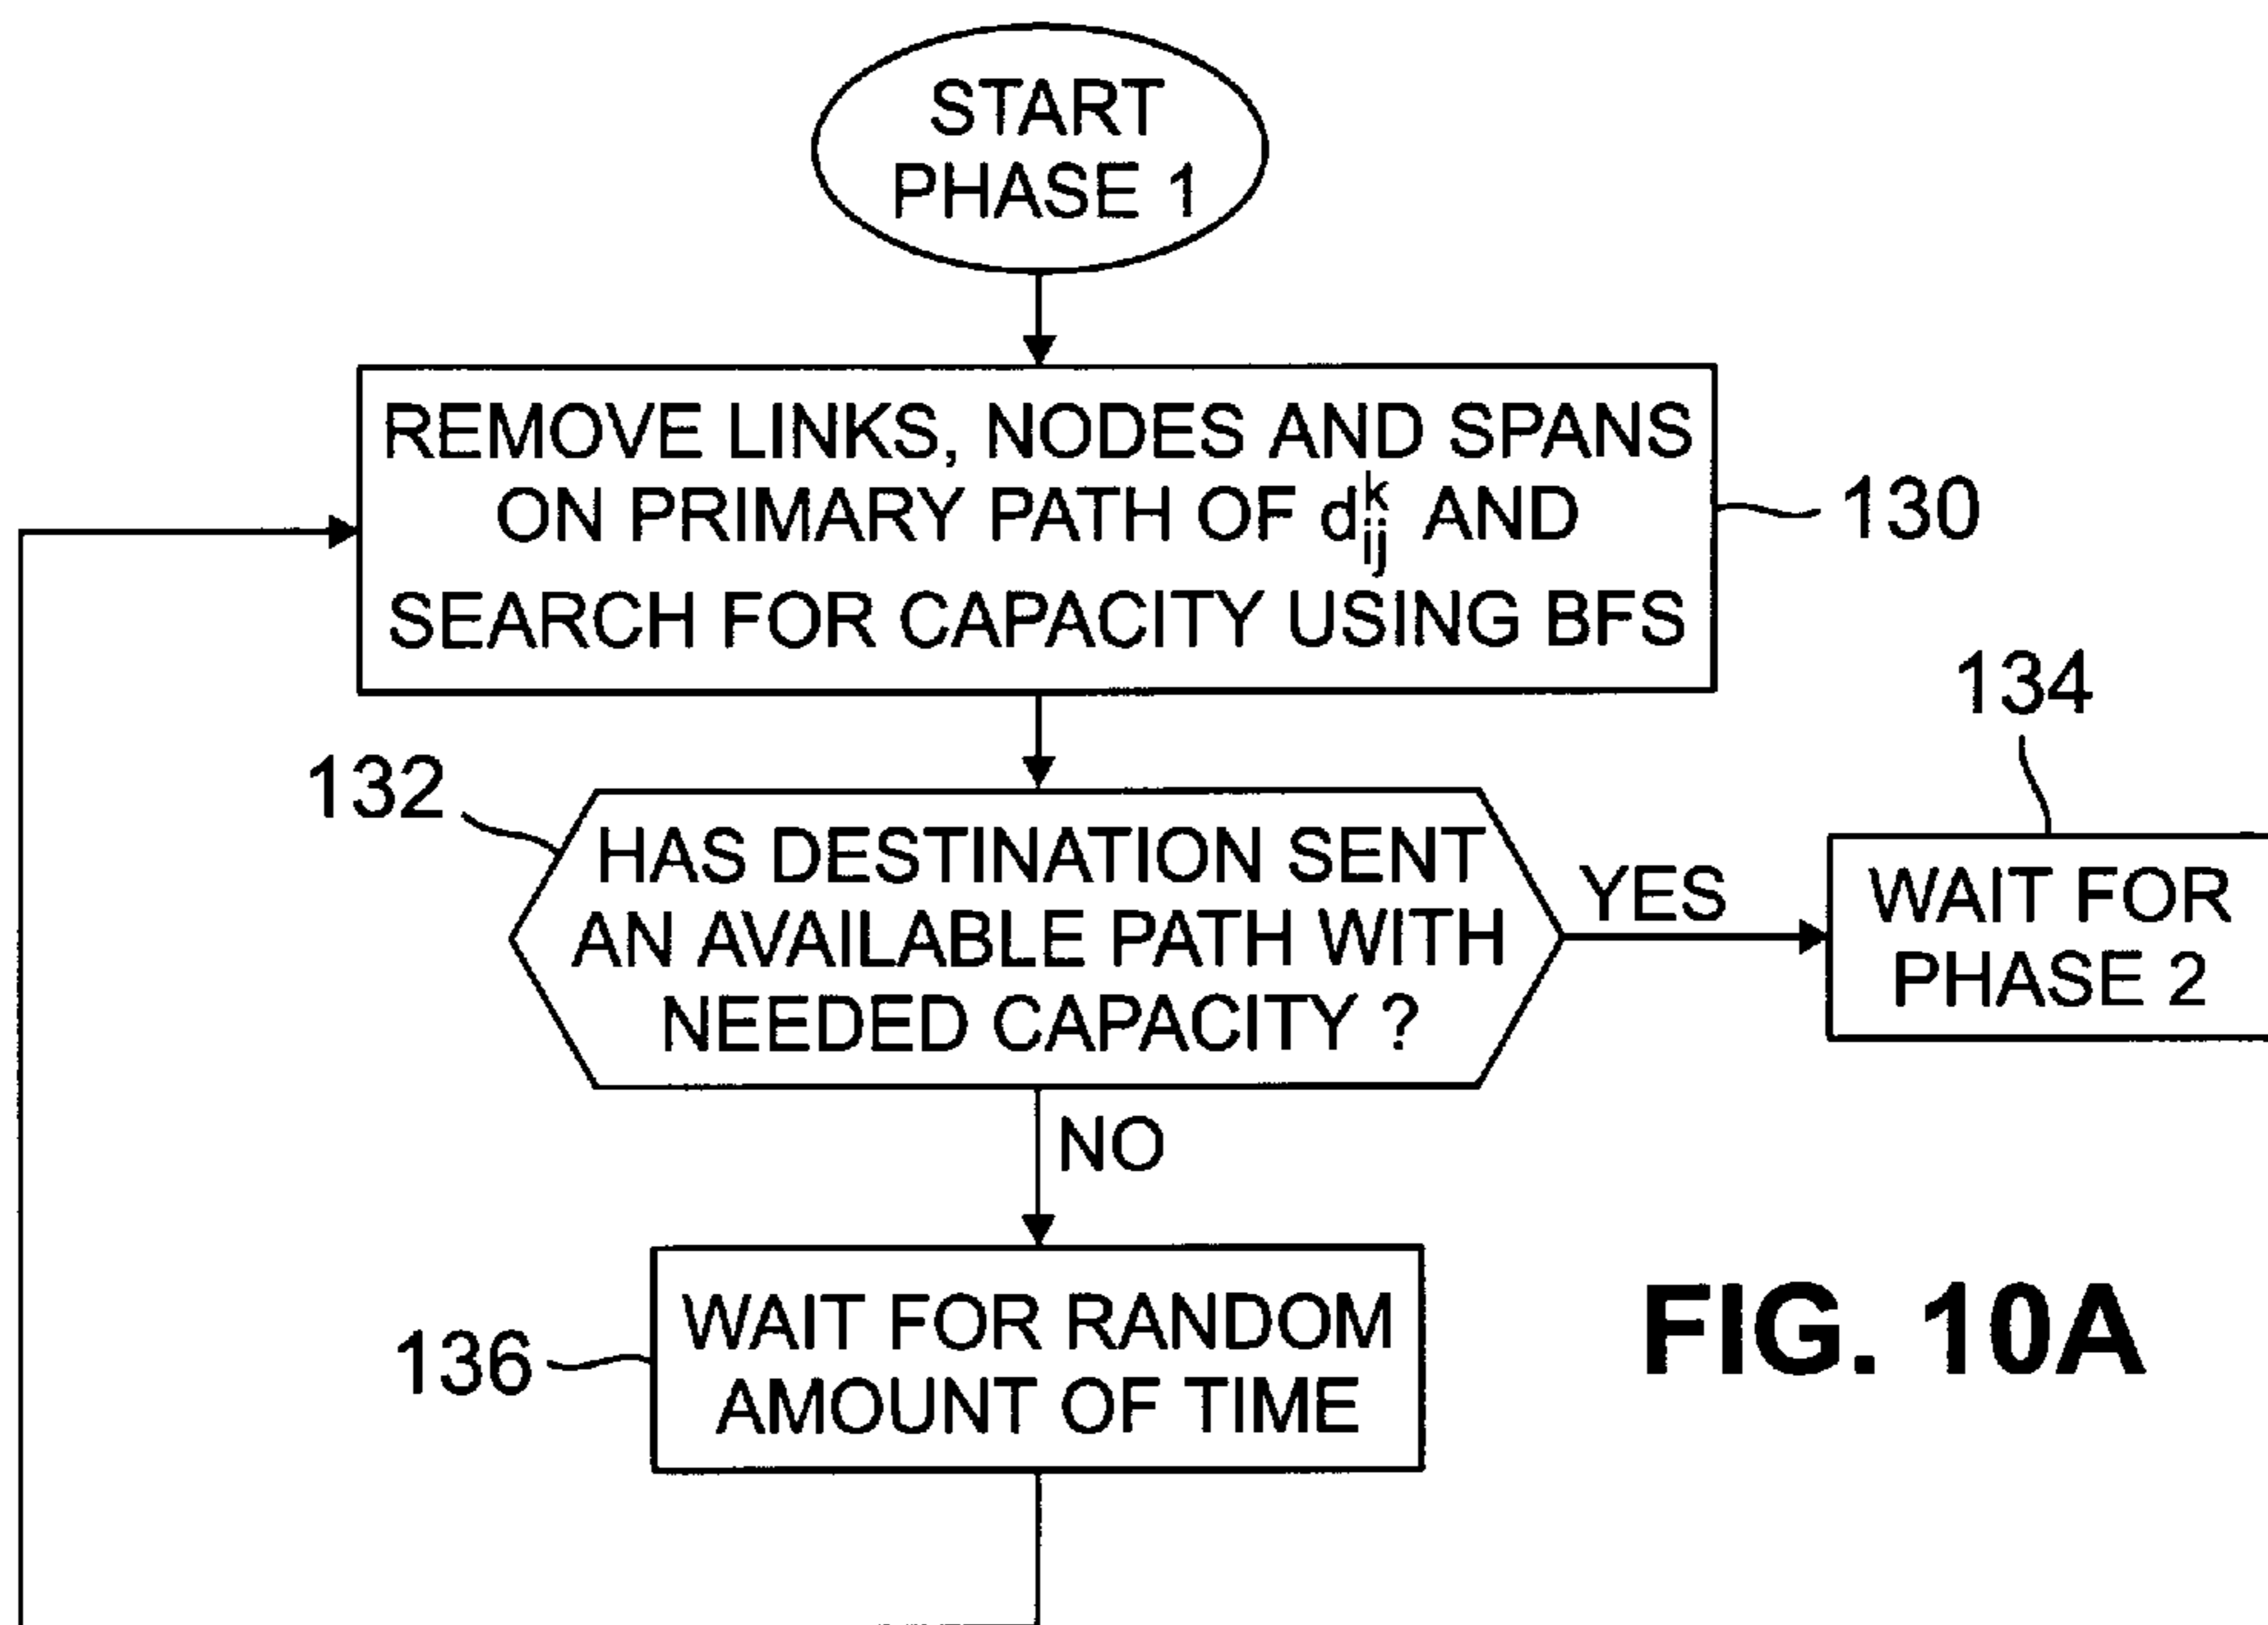 START
PHASE 1
REMOVE LINKS, NODES AND SPANS
ON PRIMARY PATH OF d^k_ij AND
SEARCH FOR CAPACITY USING BFS
130
132
HAS DESTINATION SENT
AN AVAILABLE PATH WITH
NEEDED CAPACITY ?
YES
134
WAIT FOR
PHASE 2
NO
136
WAIT FOR RANDOM
AMOUNT OF TIME
FIG. 10A